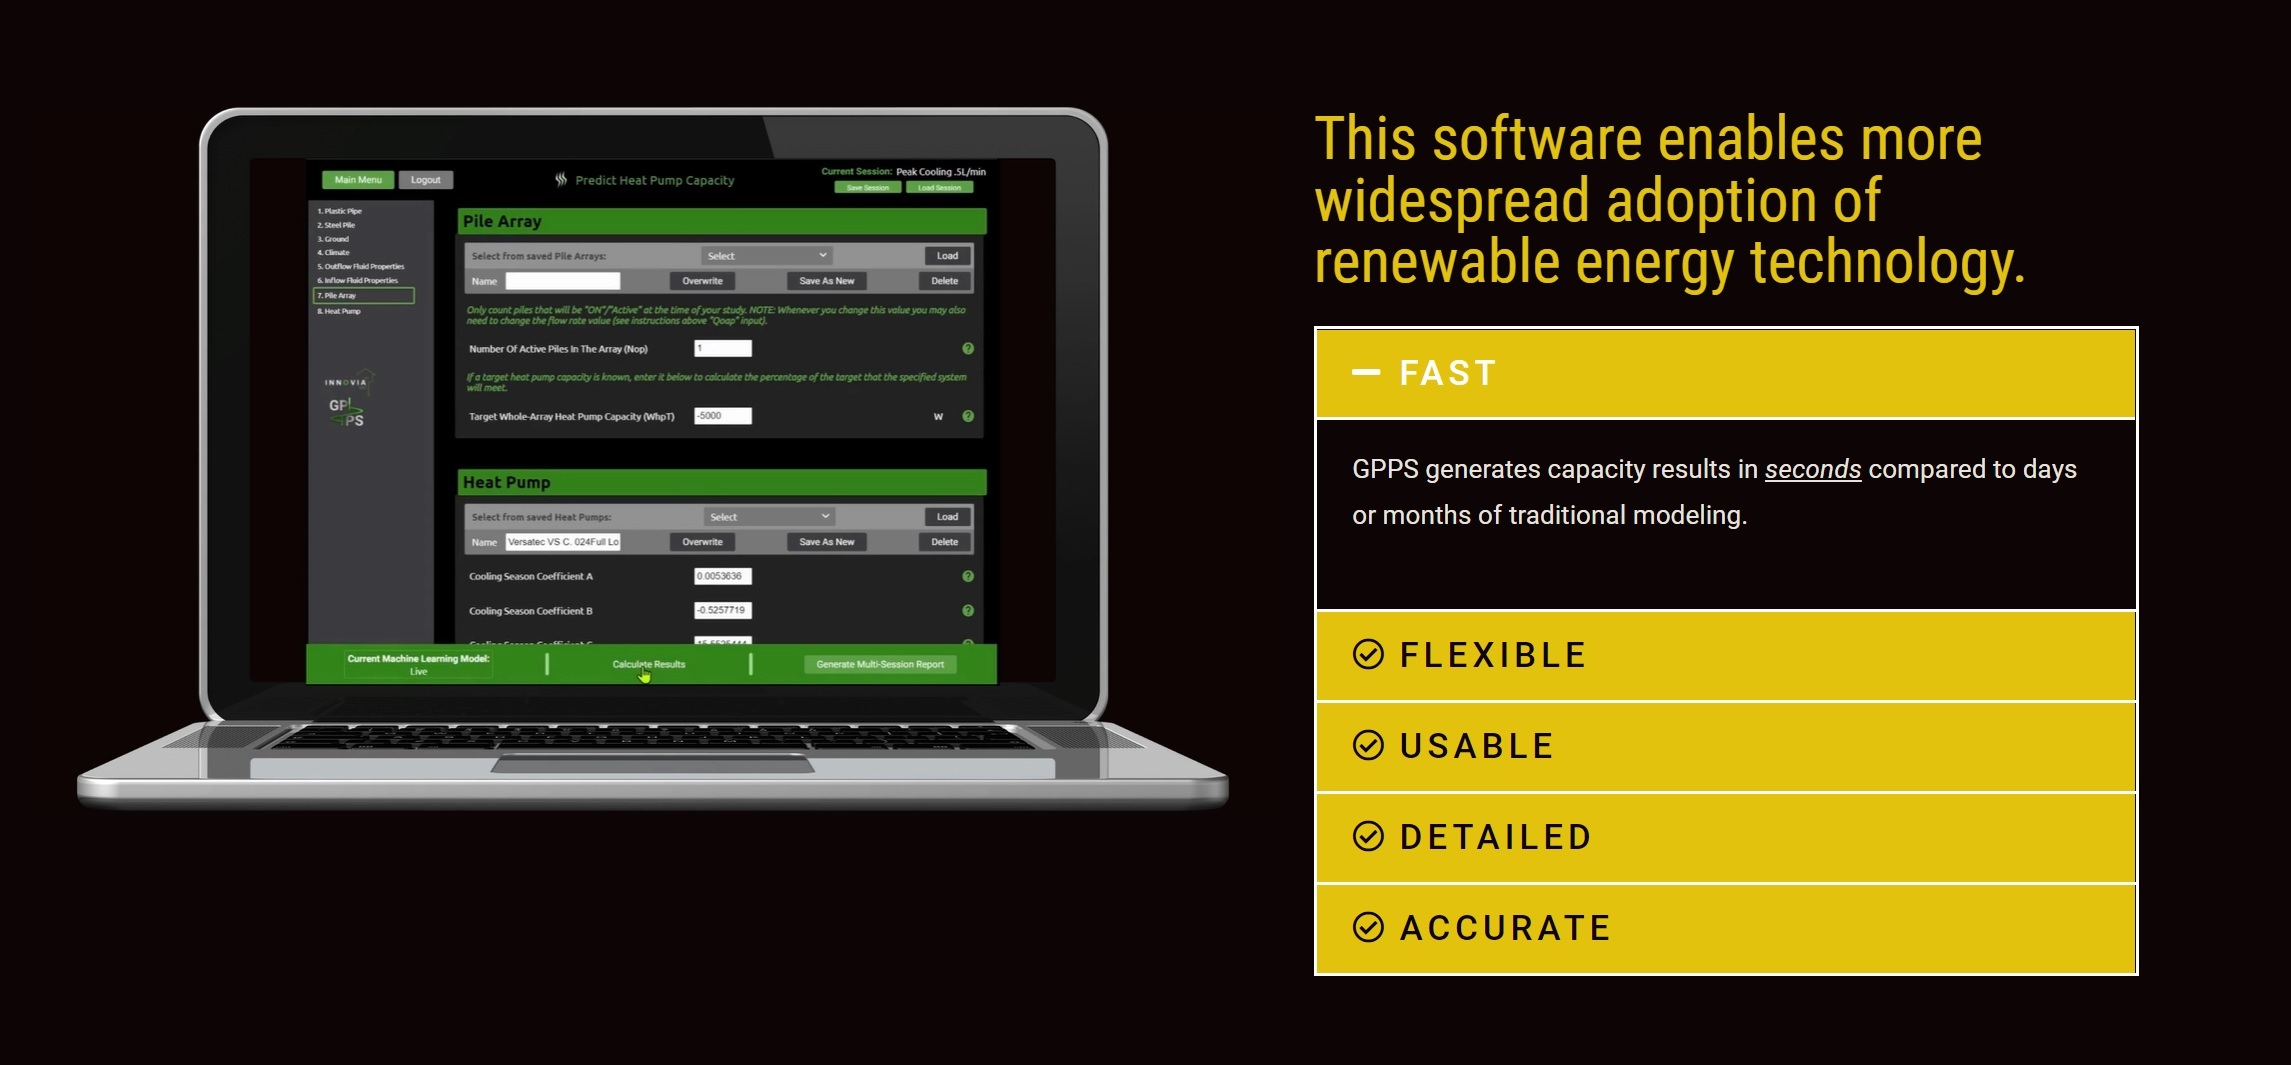 Main Menu
Logout
Predict Heat Pump Capacity
Current Session: Peak Cooling .5L/min
Save Session
Load Session
1. Plastic Pipe
2. Steel Pile
3. Ground
4. Climate
5. Outflow Fluid Properties
6. Inflow Fluid Properties
7. Pile Array
8. Heat Pump
INNOVIA
GP
PS
Pile Array
Select from saved Pile Arrays:
Select
Load
Name
Overwrite
Save As New
Delete
Only count piles that will be "ON"/"Active" at the time of your study. NOTE: Whenever you change this value you may also
need to change the flow rate value (see instructions above "Qoap" input).
Number Of Active Piles In The Array (Nop)
1
?
If a target heat pump capacity is known, enter it below to calculate the percentage of the target that the specified system
will meet.
Target Whole-Array Heat Pump Capacity (WhpT)
-5000
W
?
Heat Pump
Select from saved Heat Pumps:
Select
Load
Name
Versatec VS C. 024Full Lo
Overwrite
Save As New
Delete
Cooling Season Coefficient A
0.0053636
?
Cooling Season Coefficient B
-0.5257719
?
Current Machine Learning Model:
Live
Calculate Results
Generate Multi-Session Report
This software enables more
widespread adoption of
renewable energy technology.
FAST
GPPS generates capacity results in seconds compared to days
or months of traditional modeling.
FLEXIBLE
USABLE
DETAILED
ACCURATE